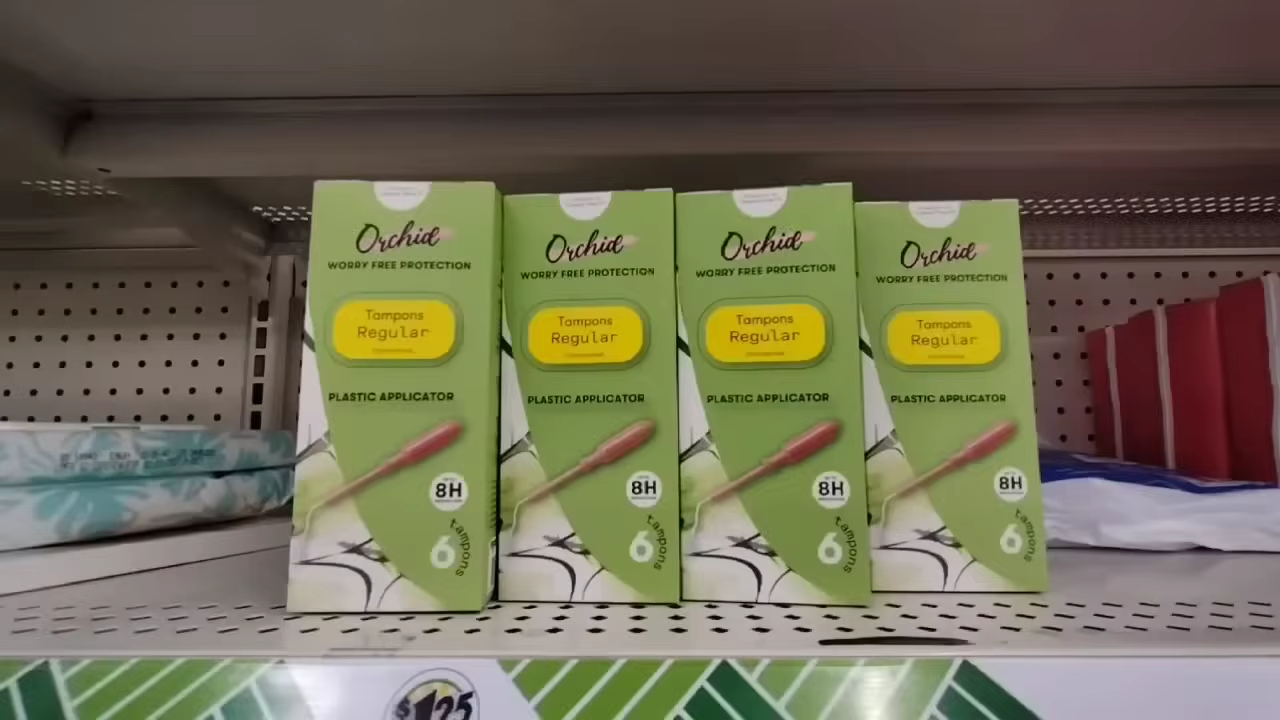 Orchid
WORRY FREE PROTECTION
Tampons
Regular
PLASTIC APPLICATOR
8H
6 tampons
Orchid
WORRY FREE PROTECTION
Tampons
Regular
PLASTIC APPLICATOR
8H
6 tampons
Orchid
WORRY FREE PROTECTION
Tampons
Regular
PLASTIC APPLICATOR
8H
6 tampons
Orchid
WORRY FREE PROTECTION
Tampons
Regular
PLASTIC APPLICATOR
8H
6 tampons
$1.25